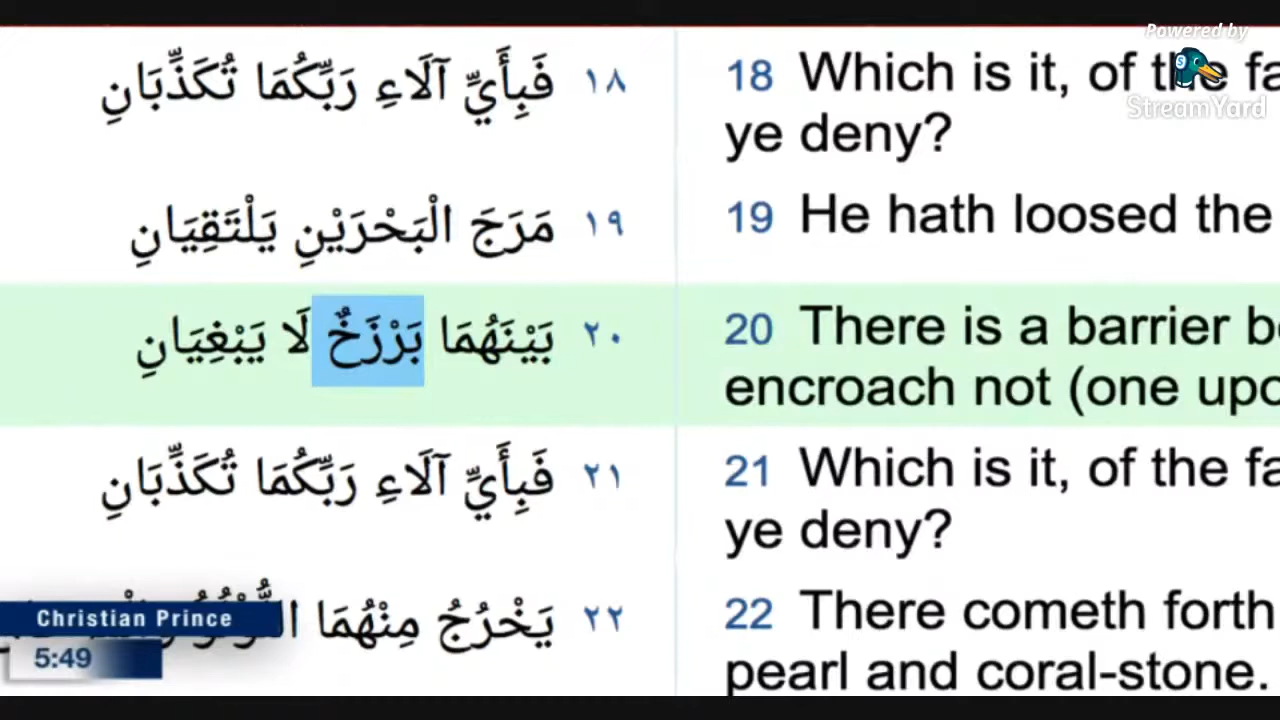 Powered by
StreamYard
فَبِأَيِّ آلَاءِ رَبِّكُمَا تُكَذِّبَانِ ١٨
18 Which is it, of the fa
ye deny?
مَرَجَ الْبَحْرَيْنِ يَلْتَقِيَانِ ١٩
19 He hath loosed the
بَيْنَهُمَا بَرْزَخٌ لَا يَبْغِيَانِ ٢٠
20 There is a barrier b
encroach not (one upo
فَبِأَيِّ آلَاءِ رَبِّكُمَا تُكَذِّبَانِ ٢١
21 Which is it, of the fa
ye deny?
يَخْرُجُ مِنْهُمَا ٢٢
22 There cometh forth
pearl and coral-stone.
Christian Prince
5:49